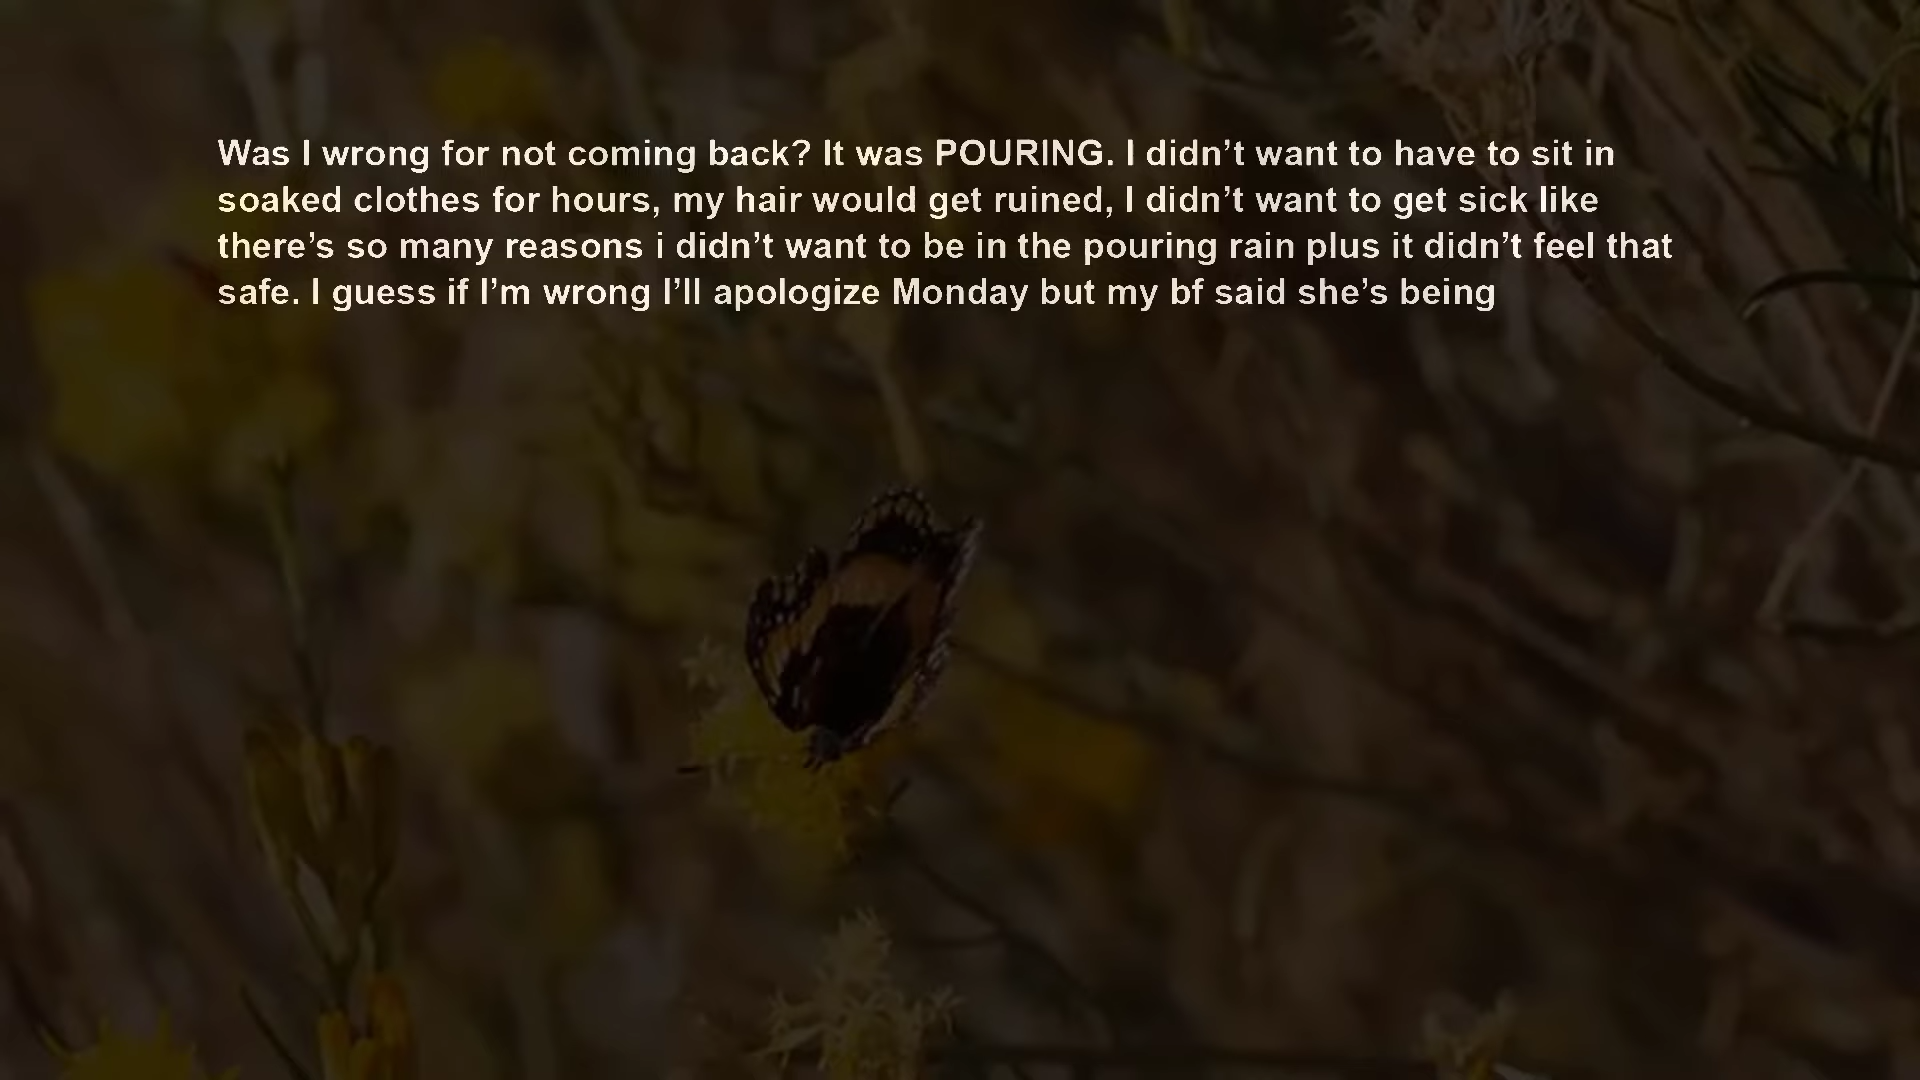 Was I wrong for not coming back? It was POURING. I didn’t want to have to sit in
soaked clothes for hours, my hair would get ruined, I didn’t want to get sick like
there’s so many reasons i didn’t want to be in the pouring rain plus it didn’t feel that
safe. I guess if I’m wrong I’ll apologize Monday but my bf said she’s being